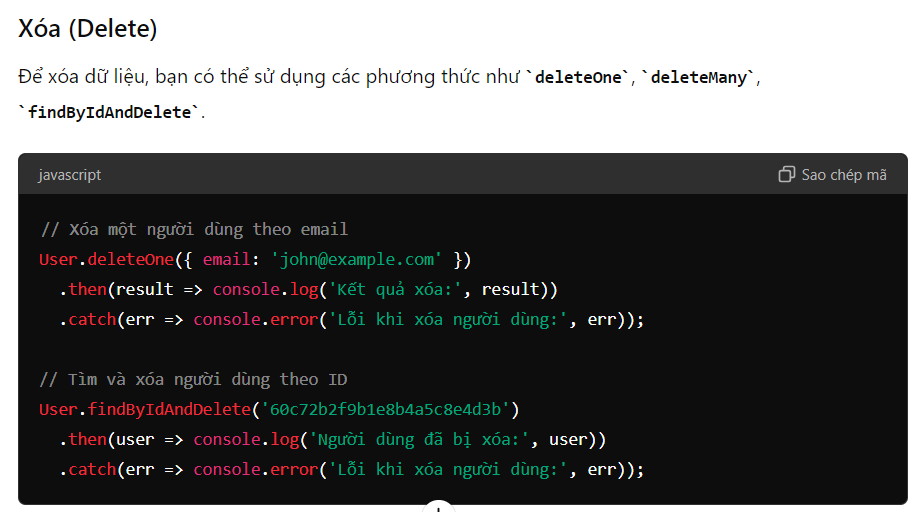 Xóa (Delete)
Để xóa dữ liệu, bạn có thể sử dụng các phương thức như `deleteOne`, `deleteMany`,
`findByIdAndDelete`.
javascript
Sao chép mã
// Xóa một người dùng theo email
User.deleteOne({ email: 'john@example.com' })
  .then(result => console.log('Kết quả xóa:', result))
  .catch(err => console.error('Lỗi khi xóa người dùng:', err));
// Tìm và xóa người dùng theo ID
User.findByIdAndDelete('60c72b2f9b1e8b4a5c8e4d3b')
  .then(user => console.log('Người dùng đã bị xóa:', user))
  .catch(err => console.error('Lỗi khi xóa người dùng:', err));